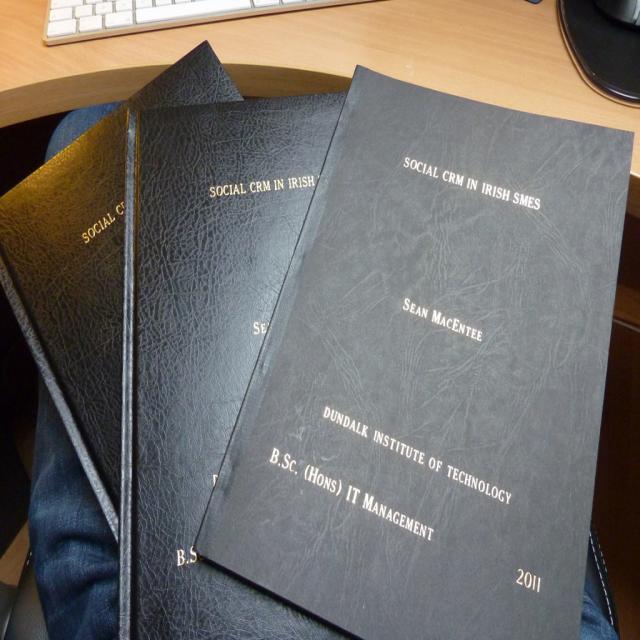 SOCIAL CRM IN IRISH SMES
SEAN MACENTEE
DUNDALK INSTITUTE OF TECHNOLOGY
B.Sc. (HONS) IT MANAGEMENT
2011
SOCIAL CRM IN IRISH
SE
B.S
SOCIAL C